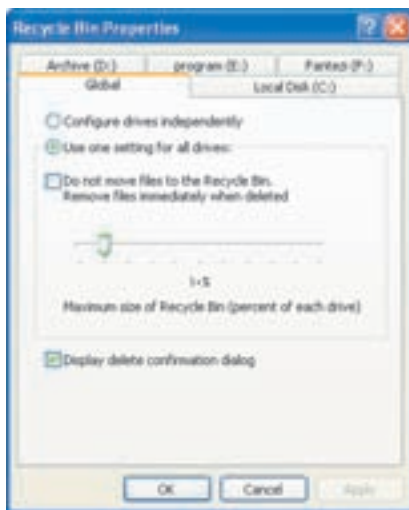 Recycle Bin Properties
Archive (D:) program (E:)
Global Local Disk (C:)
Configure drives independently
Use one setting for all drives:
Do not move files to the Recycle Bin.
Remove files immediately when deleted
Maximum size of Recycle Bin (percent of each drive)
Display delete confirmation dialog
OK Cancel Apply